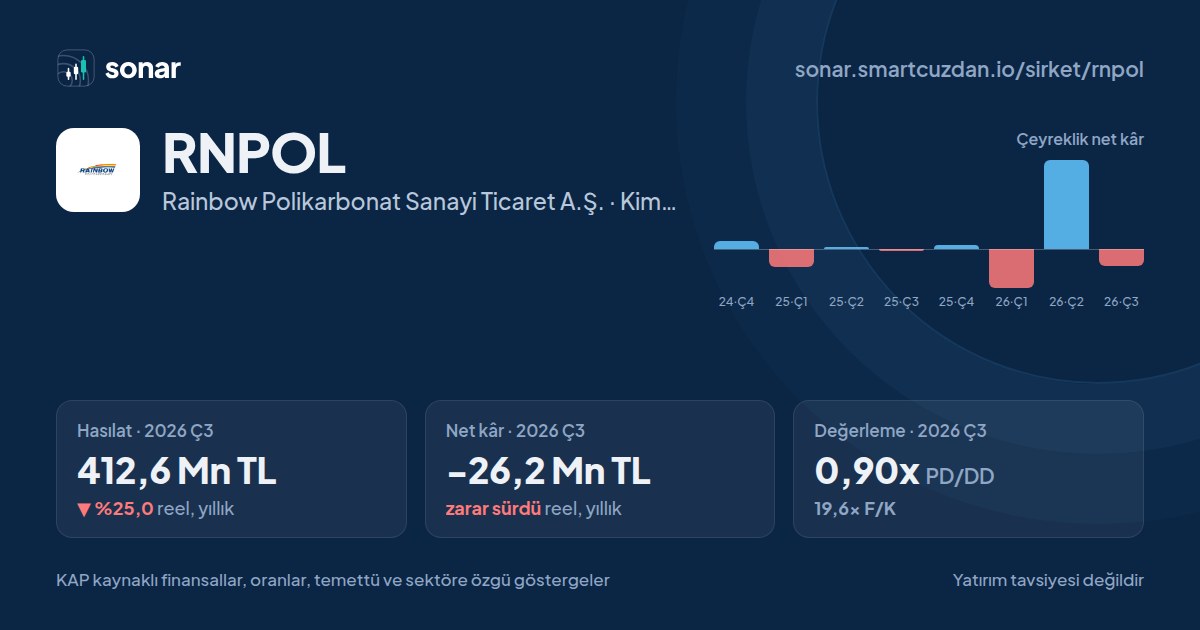 sonar
sonar.smartcuzdan.io/sirket/rnpol
RAINBOW
RNPOL
Rainbow Polikarbonat Sanayi Ticaret A.Ş. · Kim...
Çeyreklik net kâr
24·Ç4 25·Ç1 25·Ç2 25·Ç3 25·Ç4 26·Ç1 26·Ç2 26·Ç3
Hasılat · 2026 Ç3
412,6 Mn TL
▼ %25,0 reel, yıllık
Net kâr · 2026 Ç3
−26,2 Mn TL
zarar sürdü reel, yıllık
Değerleme · 2026 Ç3
0,90x PD/DD
19,6x F/K
KAP kaynaklı finansallar, oranlar, temettü ve sektöre özgü göstergeler
Yatırım tavsiyesi değildir